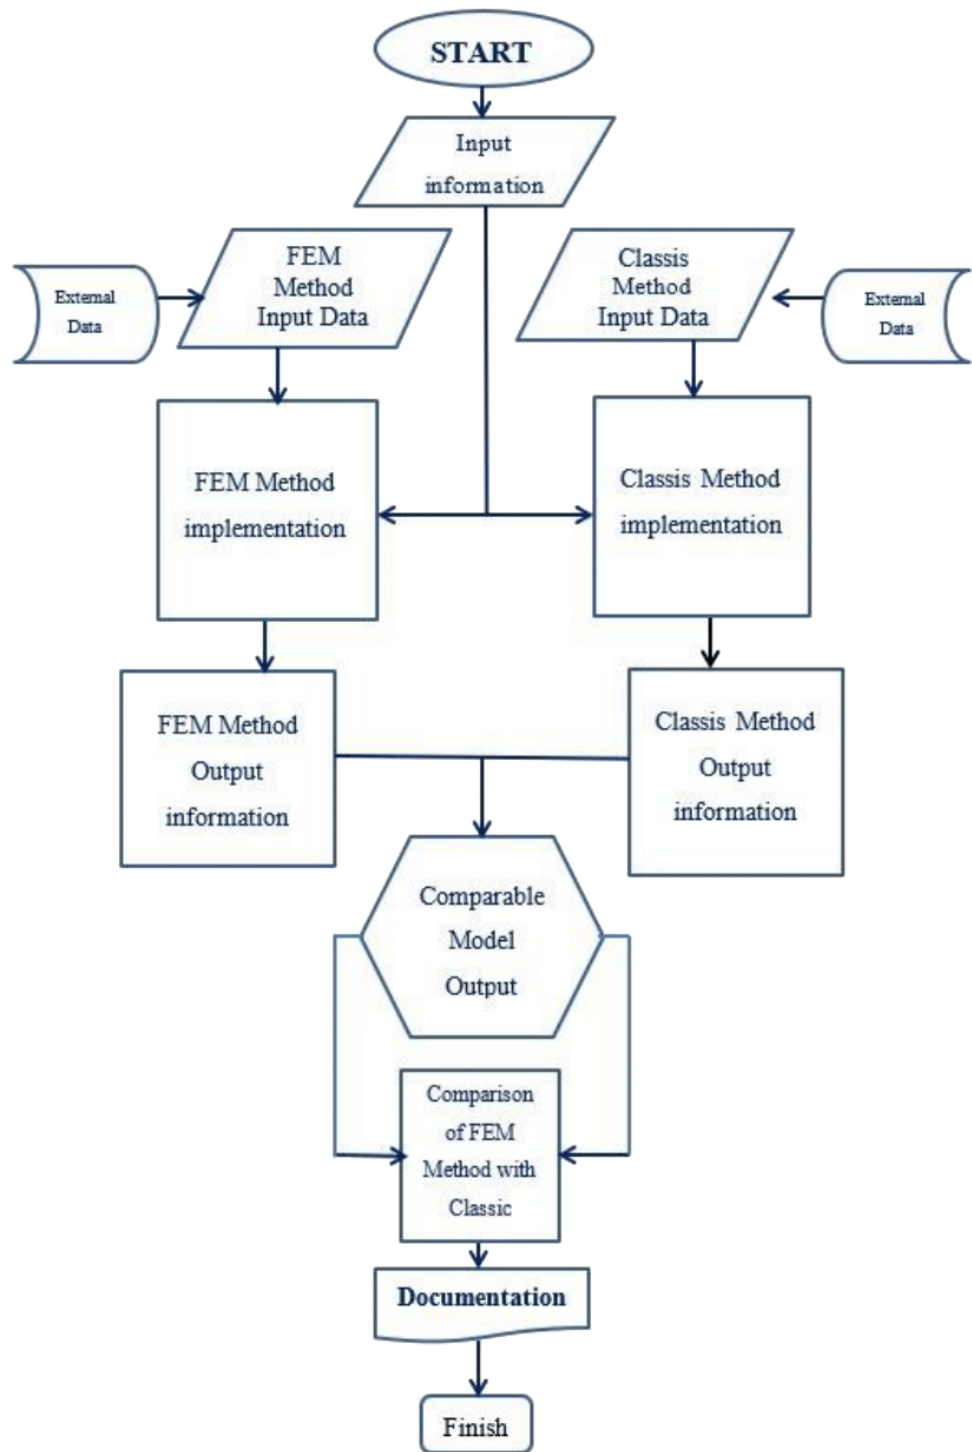 START
Input
information
FEM
Method
Input Data
Classis
Method
Input Data
External
Data
External
Data
FEM Method
implementation
Classis Method
implementation
FEM Method
Output
information
Classis Method
Output
information
Comparable
Model
Output
Comparison
of FEM
Method with
Classic
Documentation
Finish